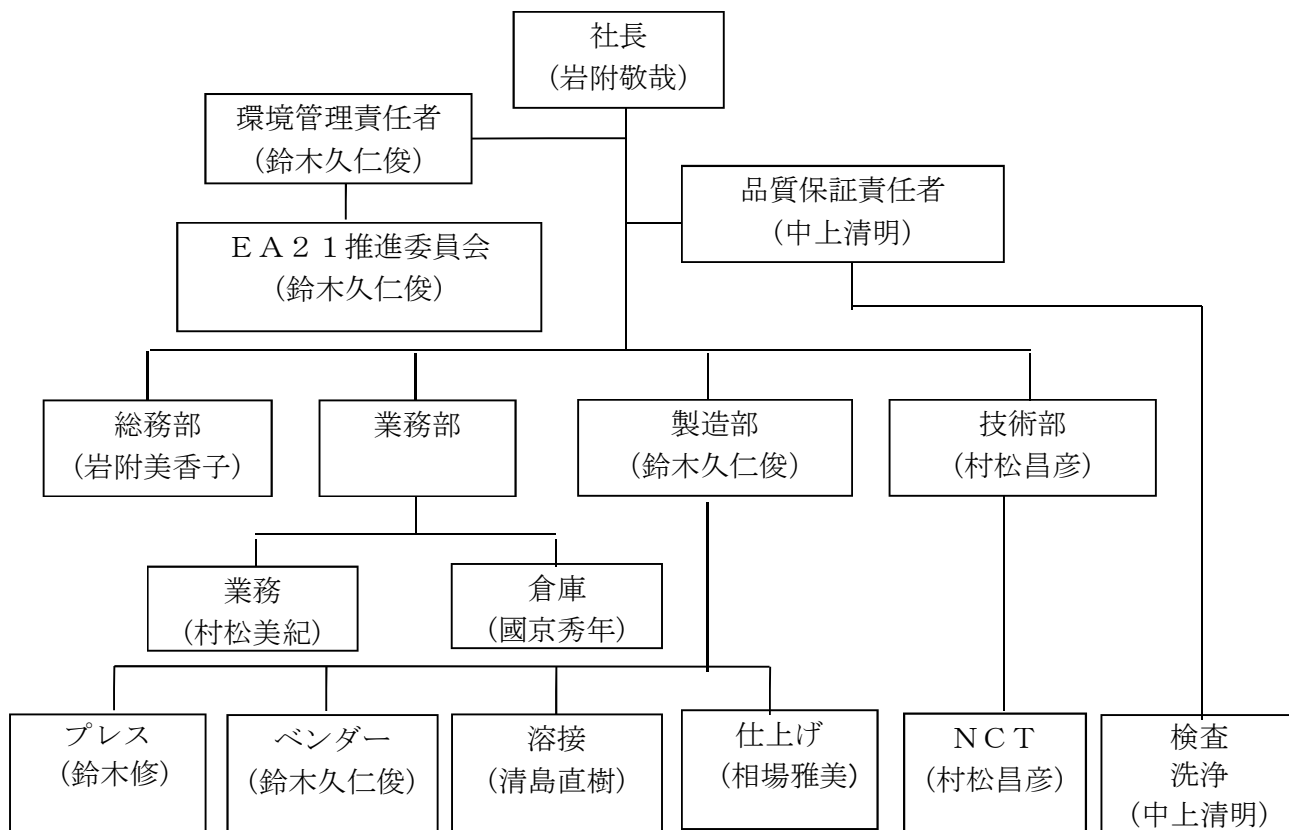 社長
(岩附敬哉)
環境管理責任者
(鈴木久仁俊)
品質保証責任者
(中上清明)
ＥＡ２１推進委員会
(鈴木久仁俊)
総務部
(岩附美香子)
業務部
製造部
(鈴木久仁俊)
技術部
(村松昌彦)
業務
(村松美紀)
倉庫
(國京秀年)
プレス
(鈴木修)
ベンダー
(鈴木久仁俊)
溶接
(清島直樹)
仕上げ
(相場雅美)
ＮＣＴ
(村松昌彦)
検査
洗浄
(中上清明)